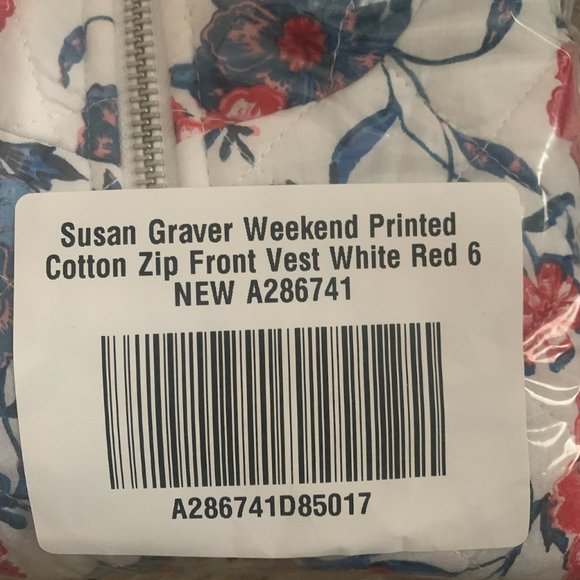 Susan Graver Weekend Printed
Cotton Zip Front Vest White Red 6
NEW A286741
A286741D85017